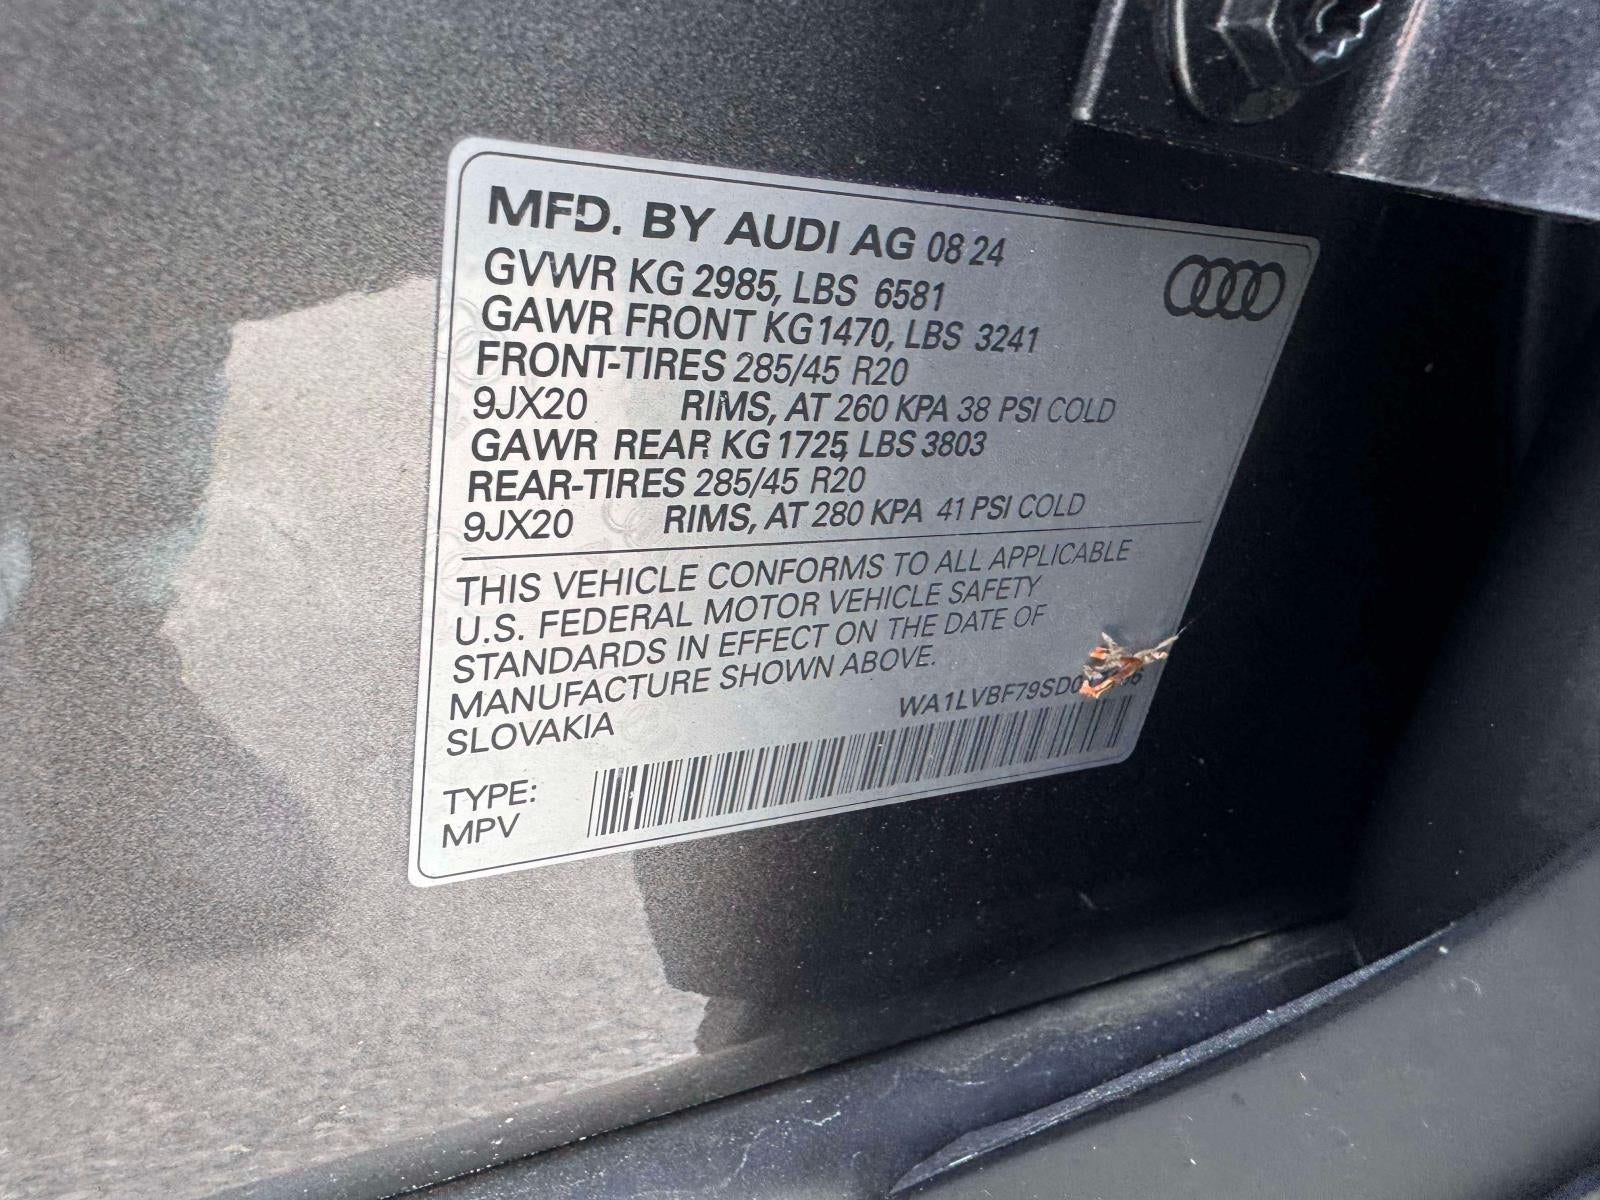 MFD. BY AUDI AG 08 24
GVWR KG 2985, LBS 6581
GAWR FRONT KG 1470, LBS 3241
FRONT-TIRES 285/45 R20
9JX20 RIMS, AT 260 KPA 38 PSI COLD
GAWR REAR KG 1725, LBS 3803
REAR-TIRES 285/45 R20
9JX20 RIMS, AT 280 KPA 41 PSI COLD
THIS VEHICLE CONFORMS TO ALL APPLICABLE
U.S. FEDERAL MOTOR VEHICLE SAFETY
STANDARDS IN EFFECT ON THE DATE OF
MANUFACTURE SHOWN ABOVE.
SLOVAKIA
TYPE:
MPV